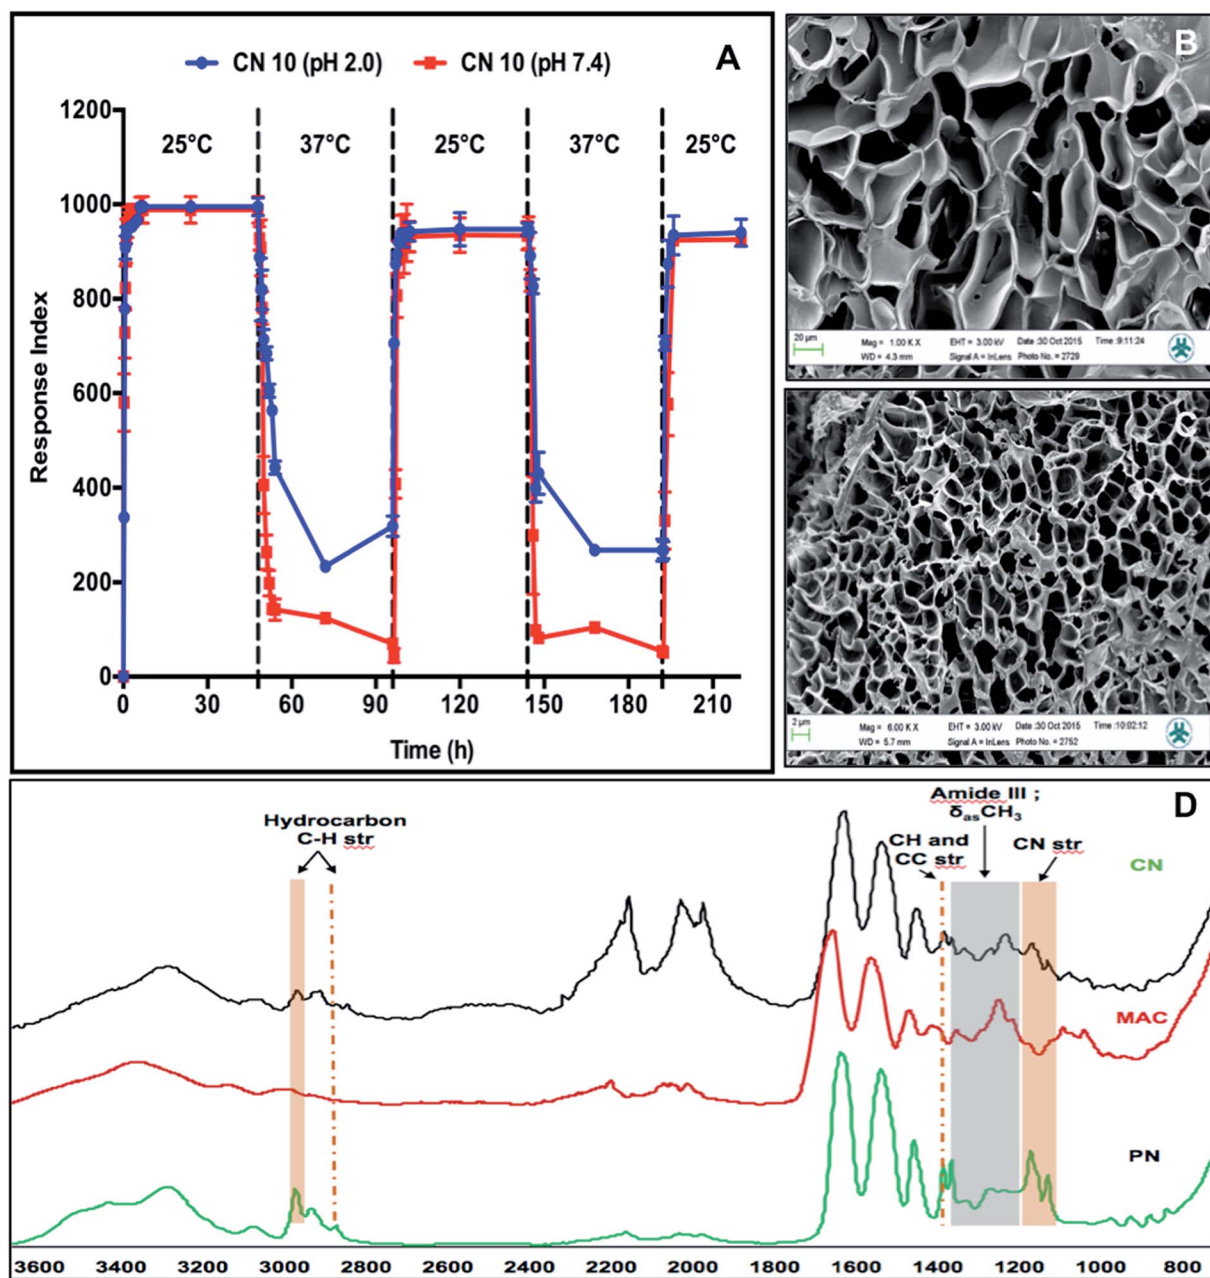 CN 10 (pH 2.0) CN 10 (pH 7.4) A
1200
1000
800
600
400
200
0
Response Index
25°C 37°C 25°C 37°C 25°C
0 30 60 90 120 150 180 210
Time (h)
B
20 µm Mag = 1.00 K X EHT = 3.00 kV Date :30 Oct 2015 Time :9:11:24
WD = 4.3 mm Signal A = InLens Photo No. = 2729
C
2 µm Mag = 6.00 K X EHT = 3.00 kV Date :30 Oct 2015 Time :10:02:12
WD = 5.7 mm Signal A = InLens Photo No. = 2752
D
Hydrocarbon
C-H str
Amide III ;
δasCH3
CH and
CC str
CN str
CN
MAC
PN
3600 3400 3200 3000 2800 2600 2400 2200 2000 1800 1600 1400 1200 1000 800